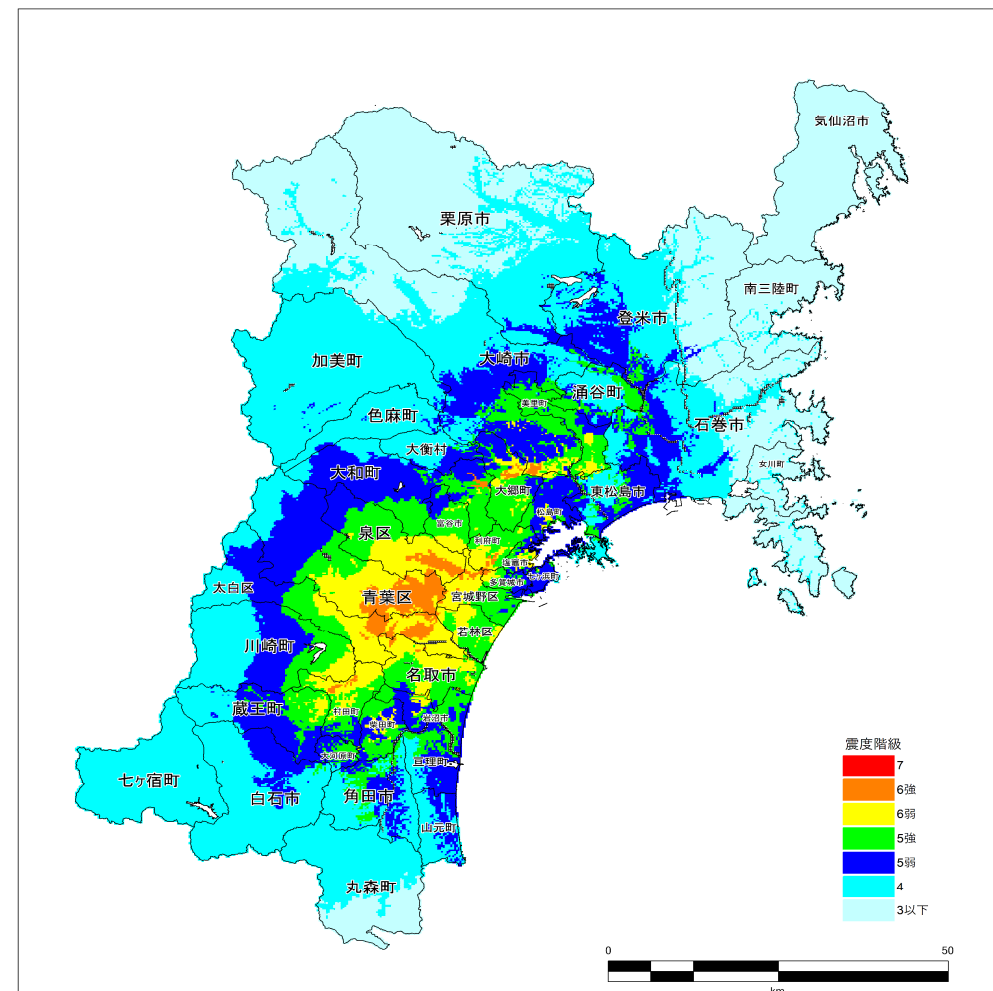 気仙沼市
栗原市
南三陸町
登米市
加美町
大崎市
涌谷町
美里町
色麻町
石巻市
大衡村
女川町
大和町
大郷町
東松島市
松島町
富谷市
泉区
利府町
塩竈市
七ヶ浜町
多賀城市
太白区
青葉区
宮城野区
若林区
川崎町
名取市
蔵王町
村田町
岩沼市
柴田町
大河原町
亘理町
七ヶ宿町
白石市
角田市
山元町
丸森町
震度階級
7
6強
6弱
5強
5弱
4
3以下
0
50
km